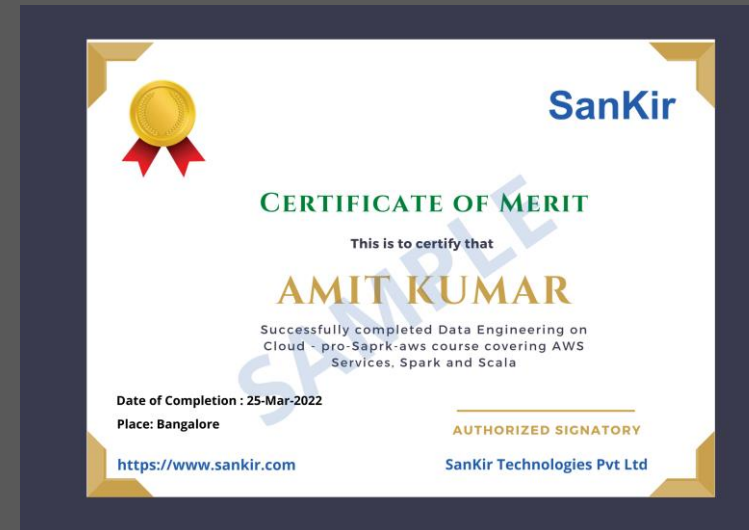 SanKir
CERTIFICATE OF MERIT
This is to certify that
AMIT KUMAR
SAMPLE
Successfully completed Data Engineering on
Cloud - pro-Saprk-aws course covering AWS
Services, Spark and Scala
Date of Completion : 25-Mar-2022
Place: Bangalore
AUTHORIZED SIGNATORY
https://www.sankir.com
SanKir Technologies Pvt Ltd